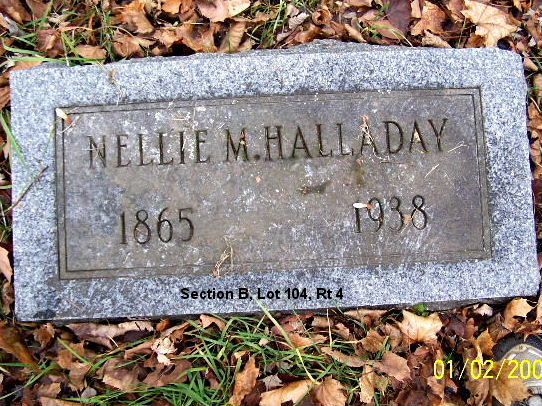 NELLIE M. HALLADAY
1865 1938
Section B, Lot 104, Rt 4
01/02/200